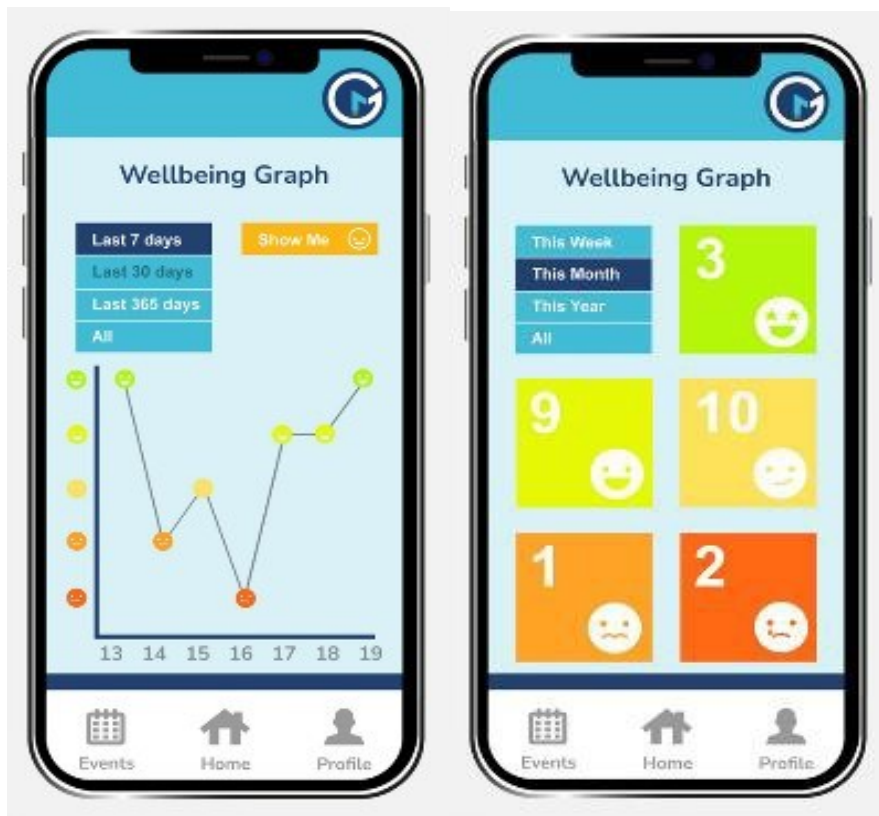 Wellbeing Graph
Last 7 days
Show Me
Last 30 days
Last 365 days
All
13 14 15 16 17 18 19
Events Home Profile
Wellbeing Graph
This Week
This Month
This Year
All
3
9
10
1
2
Events Home Profile